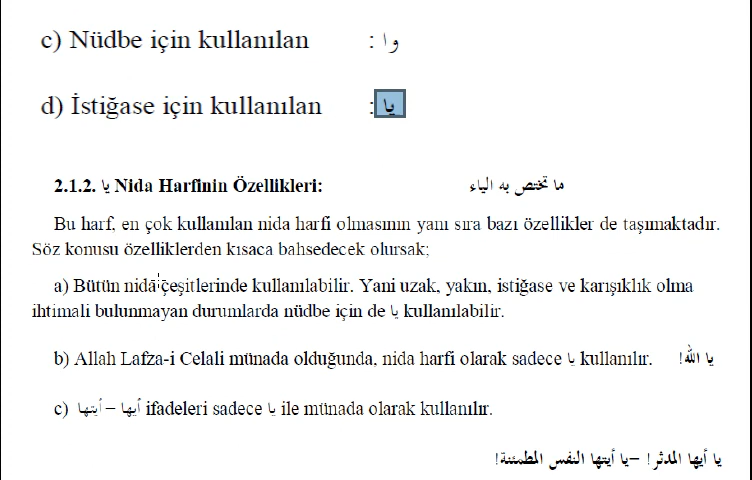 c) Nüdbe için kullanılan : وا
d) İstiğase için kullanılan : يا
2.1.2. يا Nida Harfinin Özellikleri: ما تختص به الياء
Bu harf, en çok kullanılan nida harfi olmasının yanı sıra bazı özellikler de taşımaktadır.
Söz konusu özelliklerden kısaca bahsedecek olursak;
a) Bütün nidâ çeşitlerinde kullanılabilir. Yani uzak, yakın, istiğase ve karışıklık olma
ihtimali bulunmayan durumlarda nüdbe için de يا kullanılabilir.
b) Allah Lafza-i Celali münada olduğunda, nida harfi olarak sadece يا kullanılır. يا الله!
c) أيها – أيتها ifadeleri sadece يا ile münada olarak kullanılır.
يا أيها المدثر! –يا أيتها النفس المطمئنة!